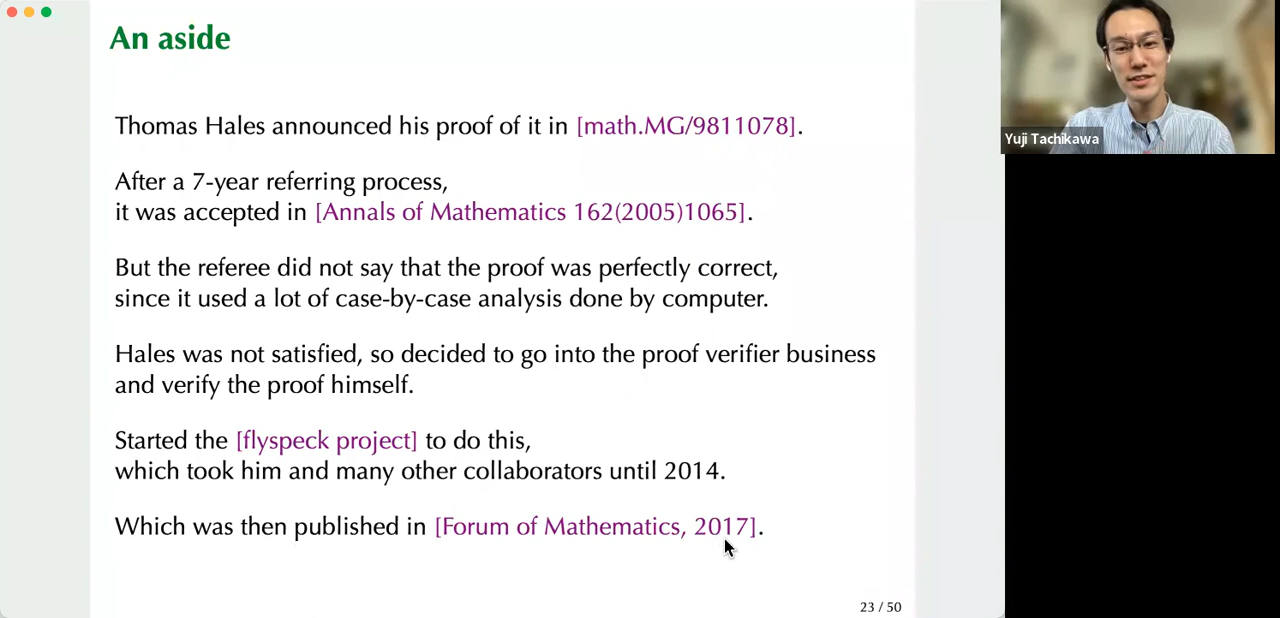 An aside
Thomas Hales announced his proof of it in [math.MG/9811078].
After a 7-year referring process,
it was accepted in [Annals of Mathematics 162(2005)1065].
But the referee did not say that the proof was perfectly correct,
since it used a lot of case-by-case analysis done by computer.
Hales was not satisfied, so decided to go into the proof verifier business
and verify the proof himself.
Started the [flyspeck project] to do this,
which took him and many other collaborators until 2014.
Which was then published in [Forum of Mathematics, 2017].
23 / 50
Yuji Tachikawa